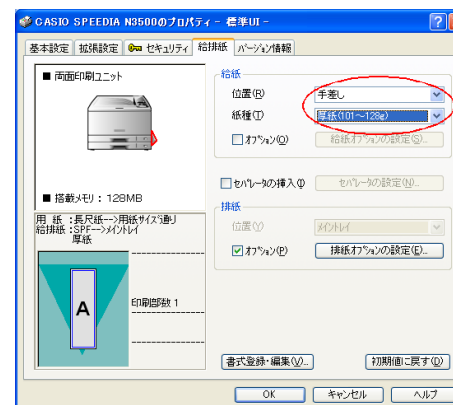 CASIO SPEEDIA N3500のプロパティ - 標準UI -
基本設定 拡張設定 セキュリティ 給排紙 バージョン情報
■ 両面印刷ユニット
■ 搭載メモリ：128MB
用 紙 :長尺紙-->用紙サイズ通り
給排紙 :SPF-->メイントレイ
厚紙
A
印刷部数 1
給紙
位置(R) 手差し
紙種(T) 厚紙(101～128g)
オプション(O) 給紙オプションの設定(S)...
セパレータの挿入(I) セパレータの設定(N)...
排紙
位置(Y) メイントレイ
オプション(P) 排紙オプションの設定(E)...
書式登録・編集(V)... 初期値に戻す(D)
OK キャンセル ヘルプ